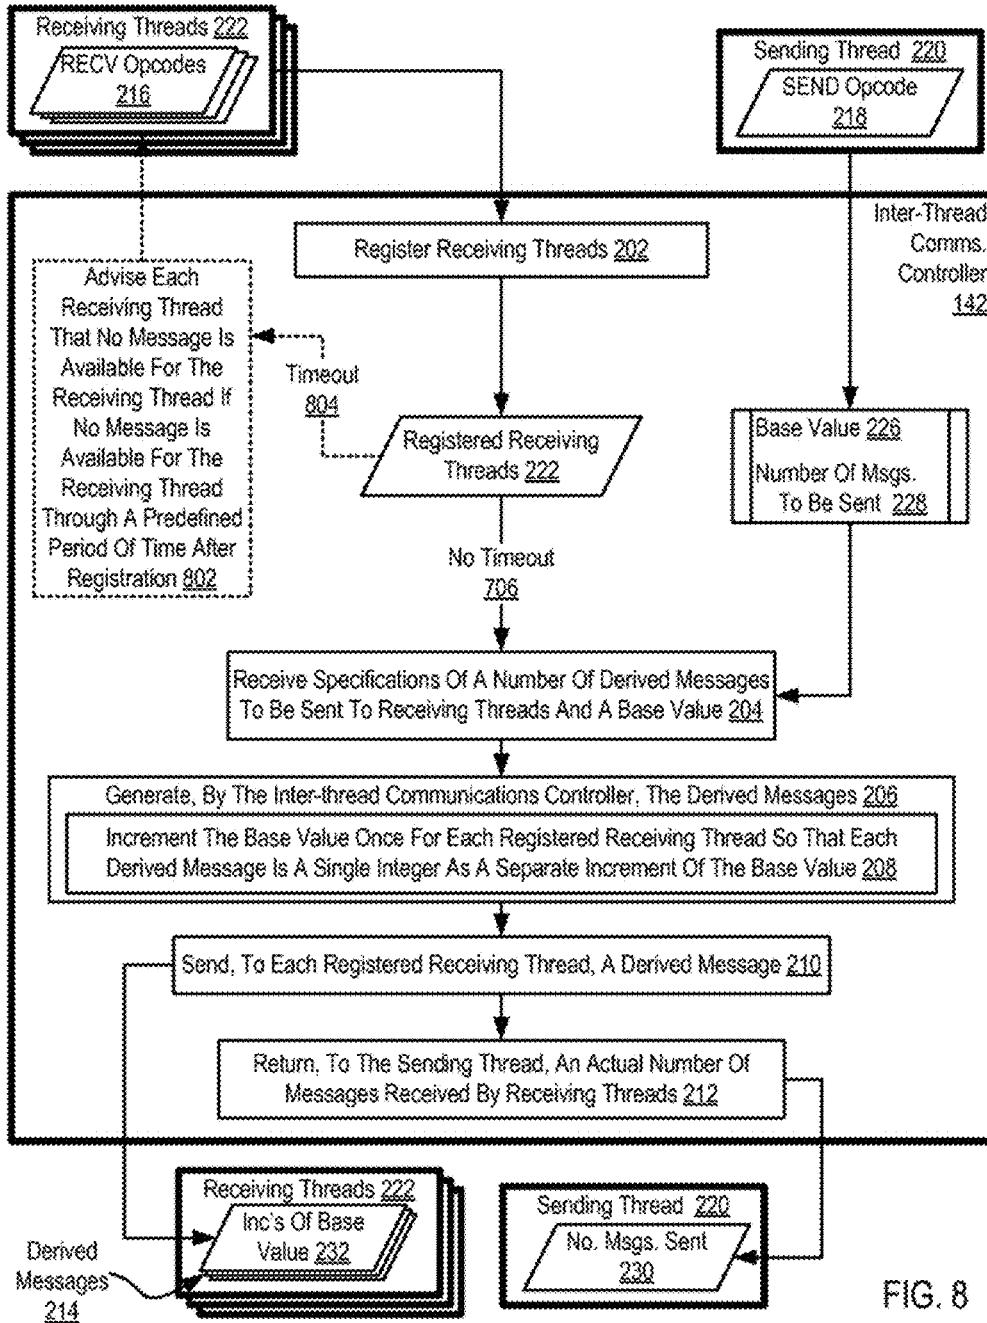 Receiving Threads 222
RECV Opcodes
216
Sending Thread 220
SEND Opcode
218
Inter-Thread
Comms.
Controller
142
Register Receiving Threads 202
Advise Each
Receiving Thread
That No Message Is
Available For The
Receiving Thread If
No Message Is
Available For The
Receiving Thread
Through A Predefined
Period Of Time After
Registration 802
Timeout
804
Registered Receiving
Threads 222
Base Value 226
Number Of Msgs.
To Be Sent 228
No Timeout
706
Receive Specifications Of A Number Of Derived Messages
To Be Sent To Receiving Threads And A Base Value 204
Generate, By The Inter-thread Communications Controller, The Derived Messages 206
Increment The Base Value Once For Each Registered Receiving Thread So That Each
Derived Message Is A Single Integer As A Separate Increment Of The Base Value 208
Send, To Each Registered Receiving Thread, A Derived Message 210
Return, To The Sending Thread, An Actual Number Of
Messages Received By Receiving Threads 212
Receiving Threads 222
Inc's Of Base
Value 232
Derived
Messages
214
Sending Thread 220
No. Msgs. Sent
230
FIG. 8